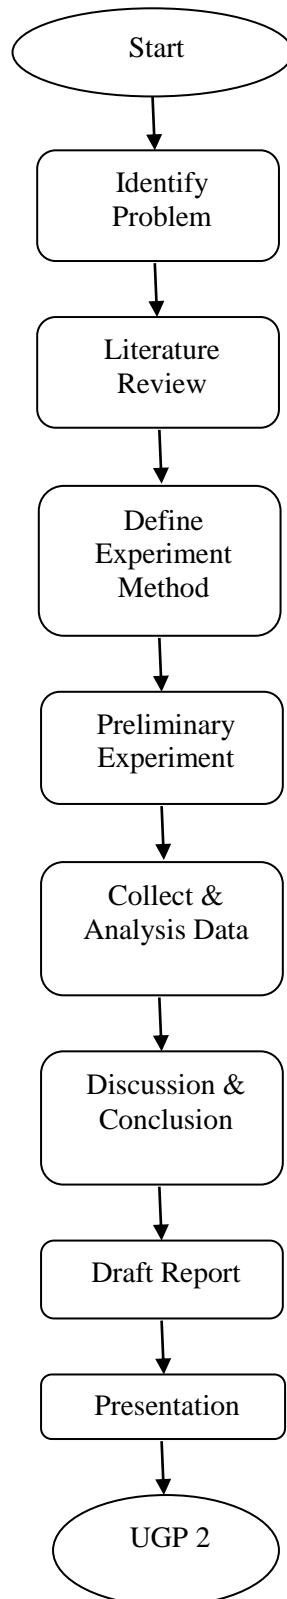 Start
Identify
Problem
Literature
Review
Define
Experiment
Method
Preliminary
Experiment
Collect &
Analysis Data
Discussion &
Conclusion
Draft Report
Presentation
UGP 2